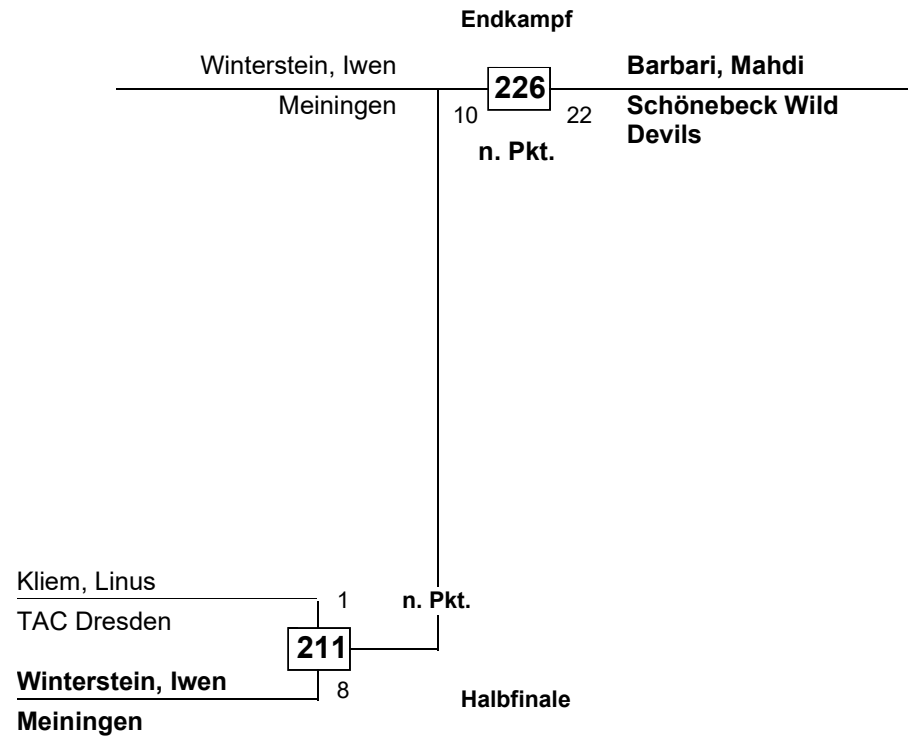 Endkampf
Winterstein, Iwen
Meiningen
10
226
22
n. Pkt.
Barbari, Mahdi
Schönebeck Wild
Devils
Kliem, Linus
TAC Dresden
1
n. Pkt.
211
Winterstein, Iwen
Meiningen
8
Halbfinale